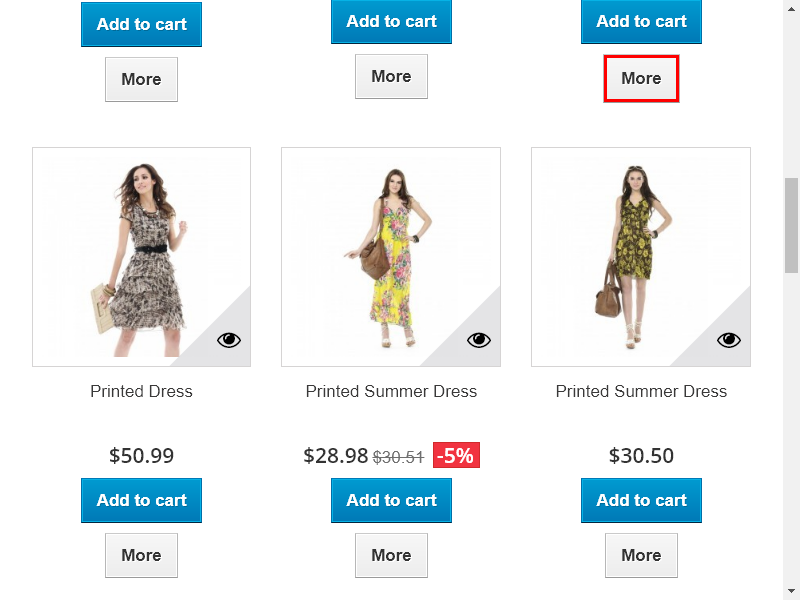 Add to cart
Add to cart
Add to cart
More
More
More
Printed Dress
Printed Summer Dress
Printed Summer Dress
$50.99
$28.98 $30.51 -5%
$30.50
Add to cart
Add to cart
Add to cart
More
More
More